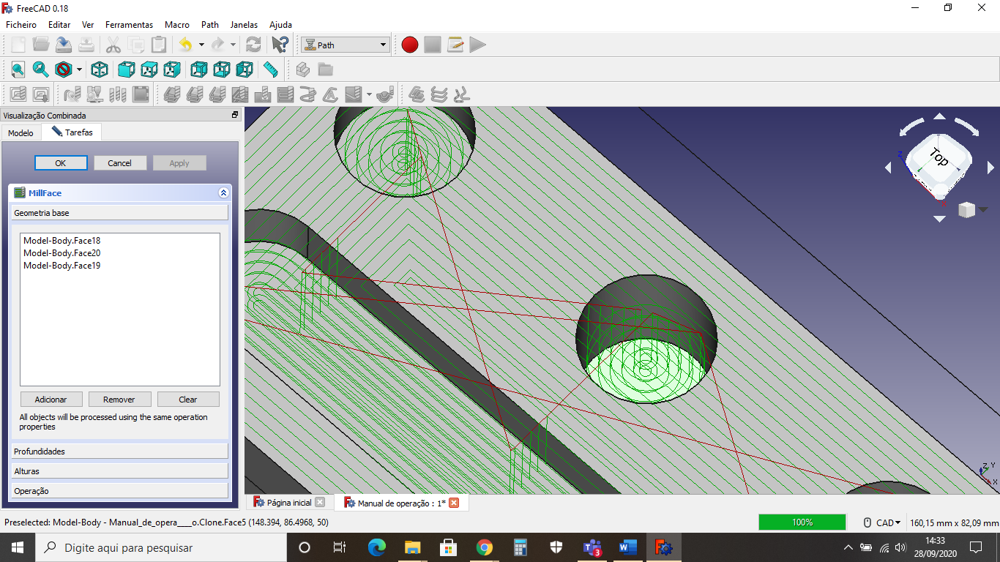 FreeCAD 0.18
Ficheiro Editar Ver Ferramentas Macro Path Janelas Ajuda
Path
Visualização Combinada
Modelo Tarefas
OK Cancel Apply
MillFace
Geometria base
Model-Body.Face18
Model-Body.Face20
Model-Body.Face19
Adicionar Remover Clear
All objects will be processed using the same operation
properties
Profundidades
Alturas
Operação
Top
Z
Z Y
X
Página inicial Manual de operação : 1*
Preselected: Model-Body - Manual_de_opera____o.Clone.Face5 (148.394, 86.4968, 50)
100% CAD 160,15 mm x 82,09 mm
Digite aqui para pesquisar
3
14:33
28/09/2020